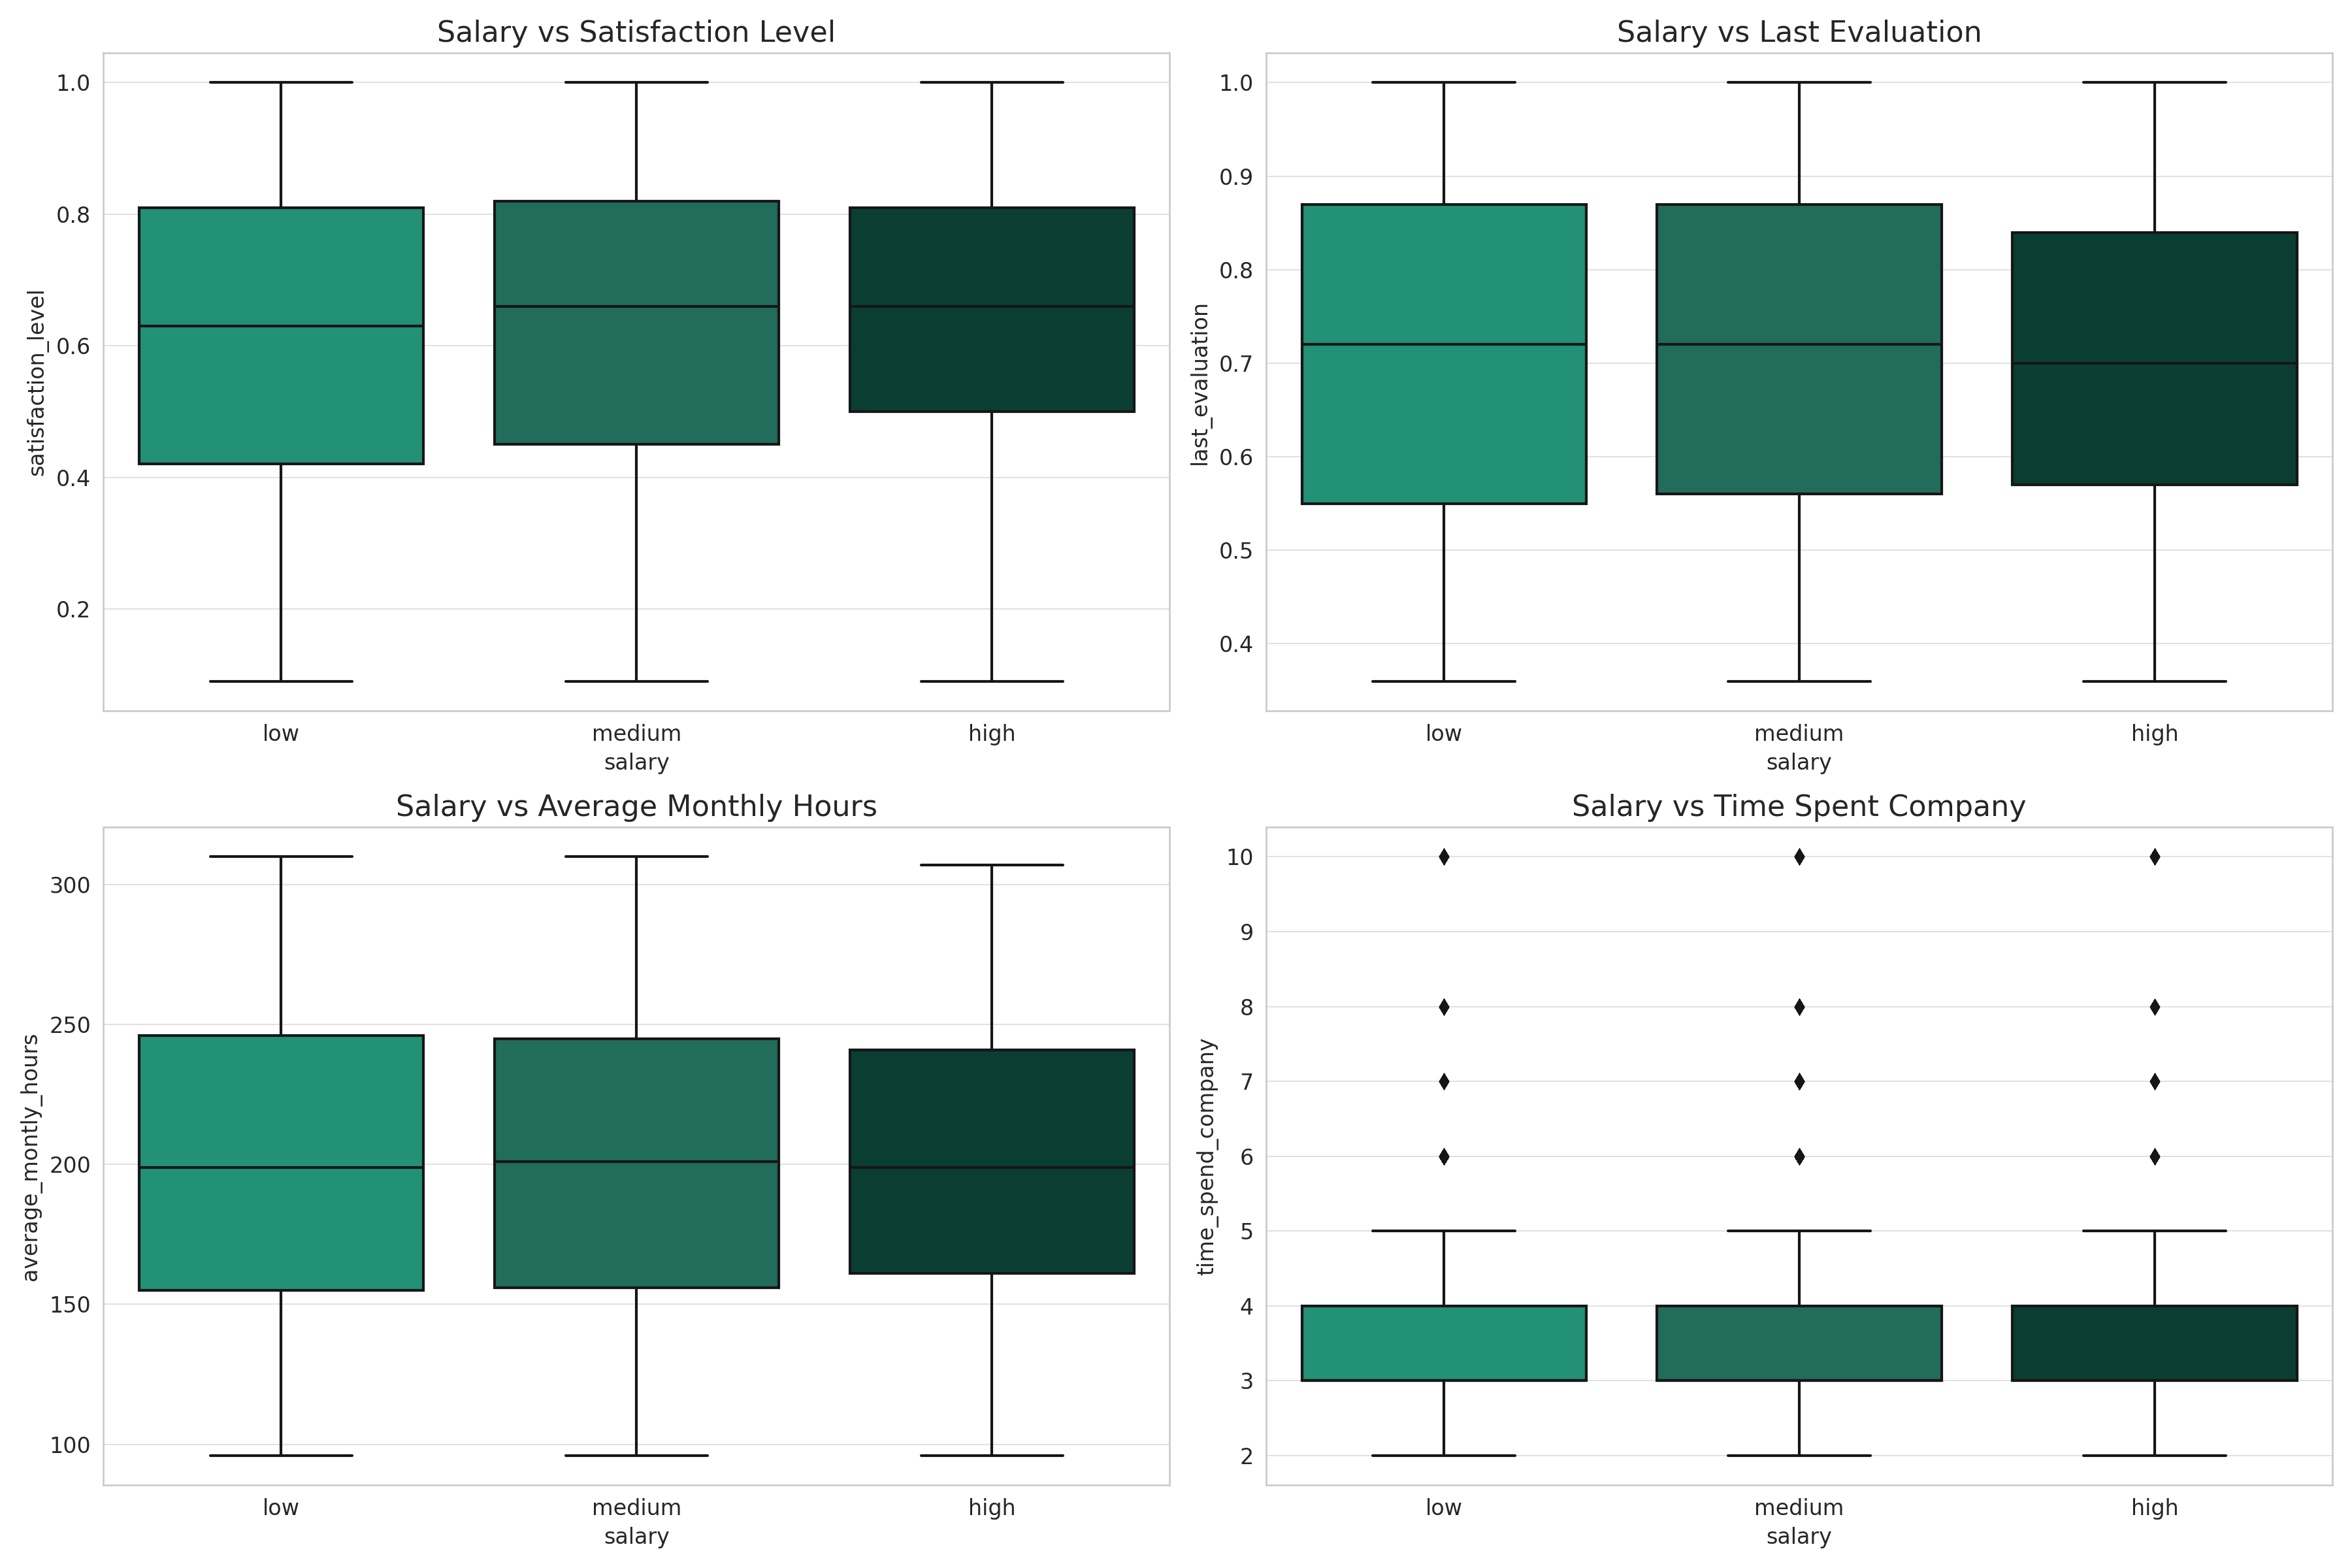 Salary vs Satisfaction Level
satisfaction_level
1.0
0.8
0.6
0.4
0.2
low medium high
salary
Salary vs Last Evaluation
last_evaluation
1.0
0.9
0.8
0.7
0.6
0.5
0.4
low medium high
salary
Salary vs Average Monthly Hours
average_montly_hours
300
250
200
150
100
low medium high
salary
Salary vs Time Spent Company
time_spend_company
10
9
8
7
6
5
4
3
2
low medium high
salary